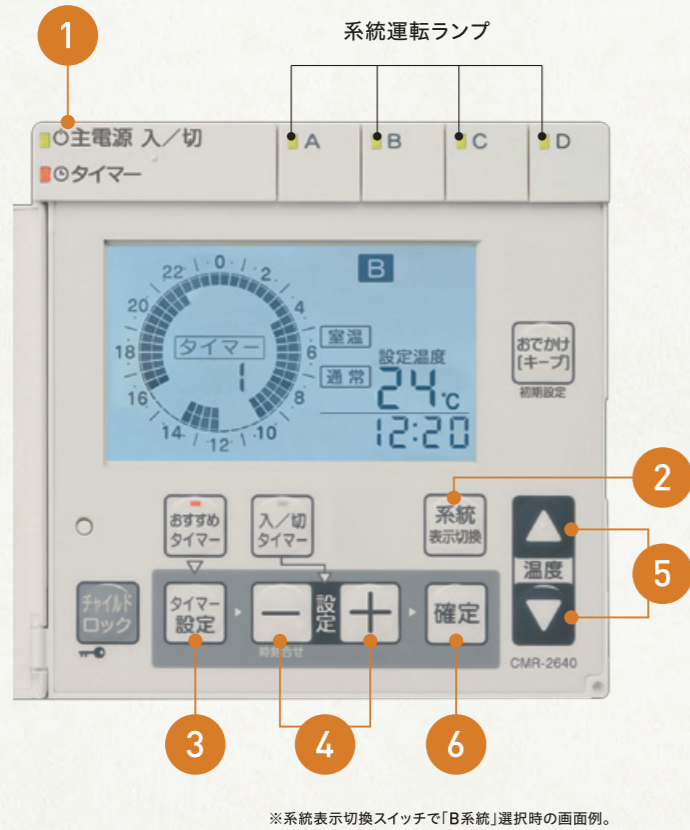 1
系統運転ランプ
主電源 入/切
A
B
C
D
タイマー
B
0
2
4
6
8
10
12
14
16
18
20
22
タイマー
1
室温
設定温度
通常
24℃
12:20
おでかけ
[キープ]
初期設定
2
おすすめ
タイマー
入/切
タイマー
系統
表示切換
5
温度
チャイルド
ロック
タイマー
設定
−
設定
+
確定
時刻合せ
CMR-2640
3
4
6
※系統表示切換スイッチで「B系統」選択時の画面例。